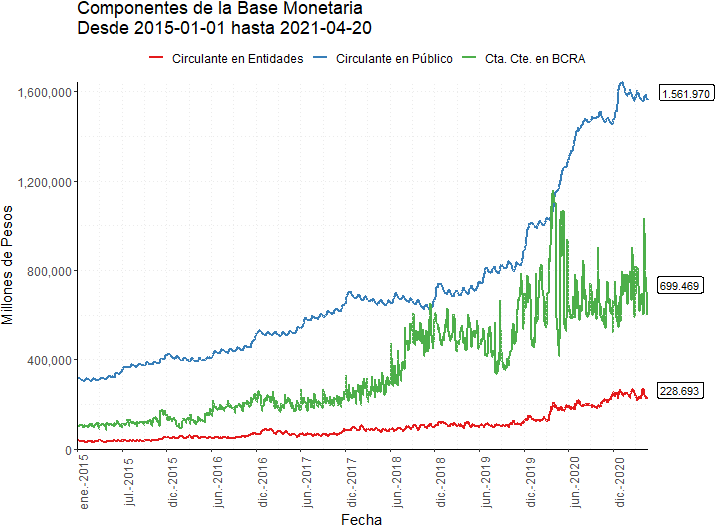 Componentes de la Base Monetaria
Desde 2015-01-01 hasta 2021-04-20
Circulante en Entidades Circulante en Público Cta. Cte. en BCRA
Millones de Pesos
1,600,000
1,200,000
800,000
400,000
0
1.561.970
699.469
228.693
ene.-2015 jul.-2015 dic.-2015 jun.-2016 dic.-2016 jun.-2017 dic.-2017 jun.-2018 dic.-2018 jun.-2019 dic.-2019 jun.-2020 dic.-2020
Fecha